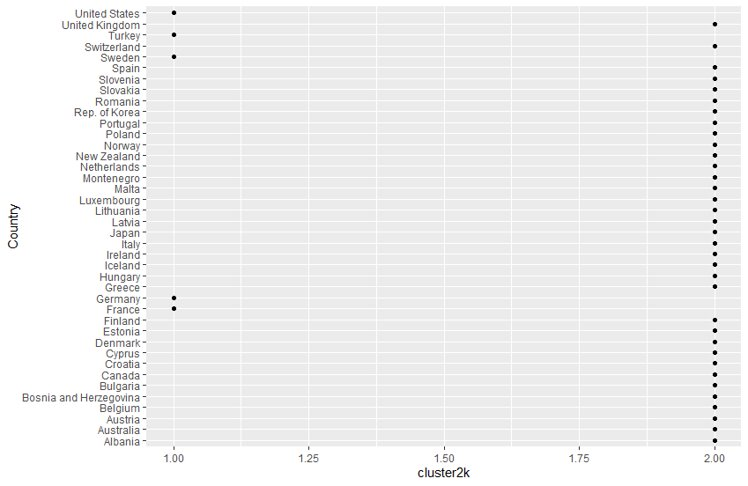 United States
United Kingdom
Turkey
Switzerland
Sweden
Spain
Slovenia
Slovakia
Romania
Rep. of Korea
Portugal
Poland
Norway
New Zealand
Netherlands
Montenegro
Malta
Luxembourg
Lithuania
Latvia
Japan
Italy
Ireland
Iceland
Hungary
Greece
Germany
France
Finland
Estonia
Denmark
Cyprus
Croatia
Canada
Bulgaria
Bosnia and Herzegovina
Belgium
Austria
Australia
Albania
Country
1.00 1.25 1.50 1.75 2.00
cluster2k